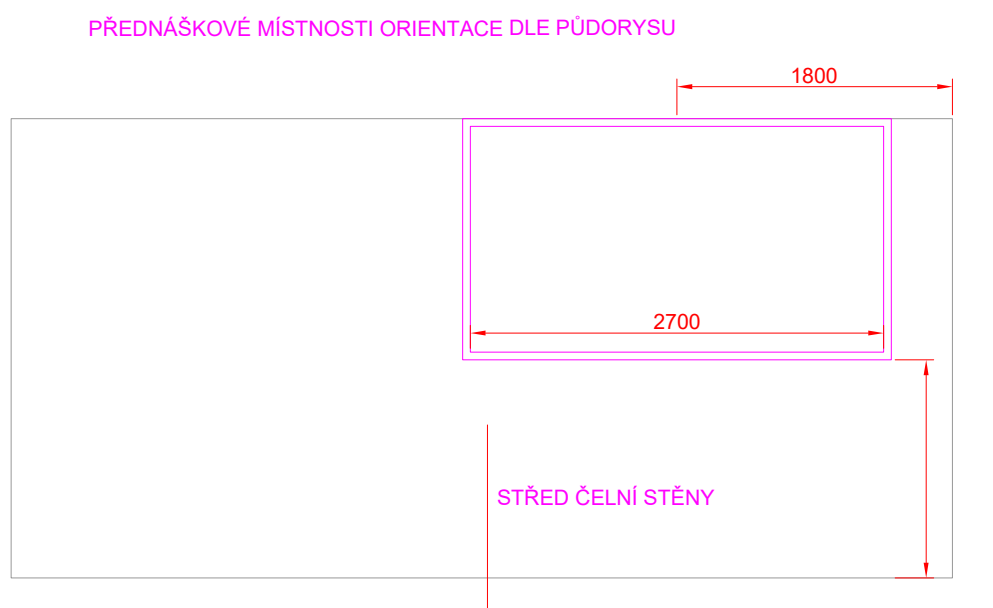 PŘEDNÁŠKOVÉ MÍSTNOSTI ORIENTACE DLE PŮDORYSU
1800
2700
STŘED ČELNÍ STĚNY